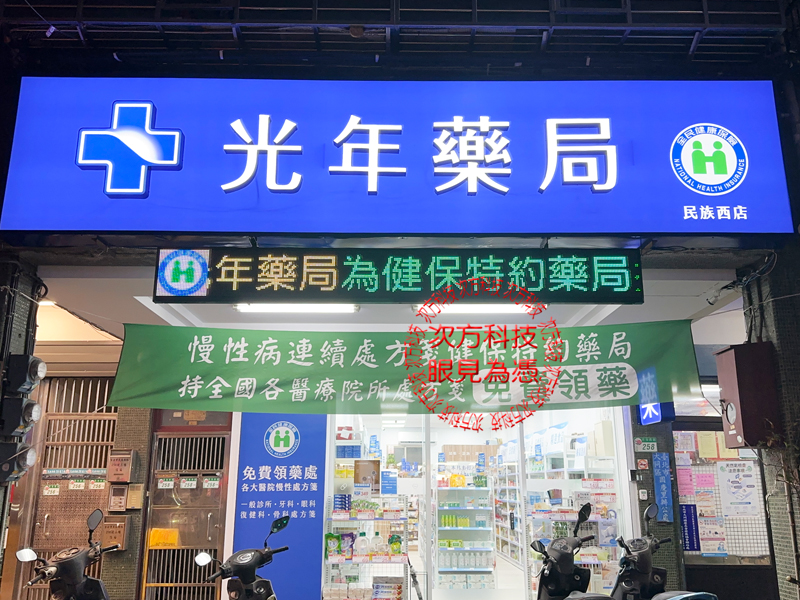 光年藥局
全民健康保險
NATIONAL HEALTH INSURANCE
民族西店
年藥局為健保特約藥局
慢性病連續處方箋健保特約藥局
持全國各醫療院所處方箋免費領藥
次方科技
眼見為憑
免費領藥處
各大醫院慢性處方箋
一般診所·牙科·眼科
復健科·骨科處方箋
藥
258